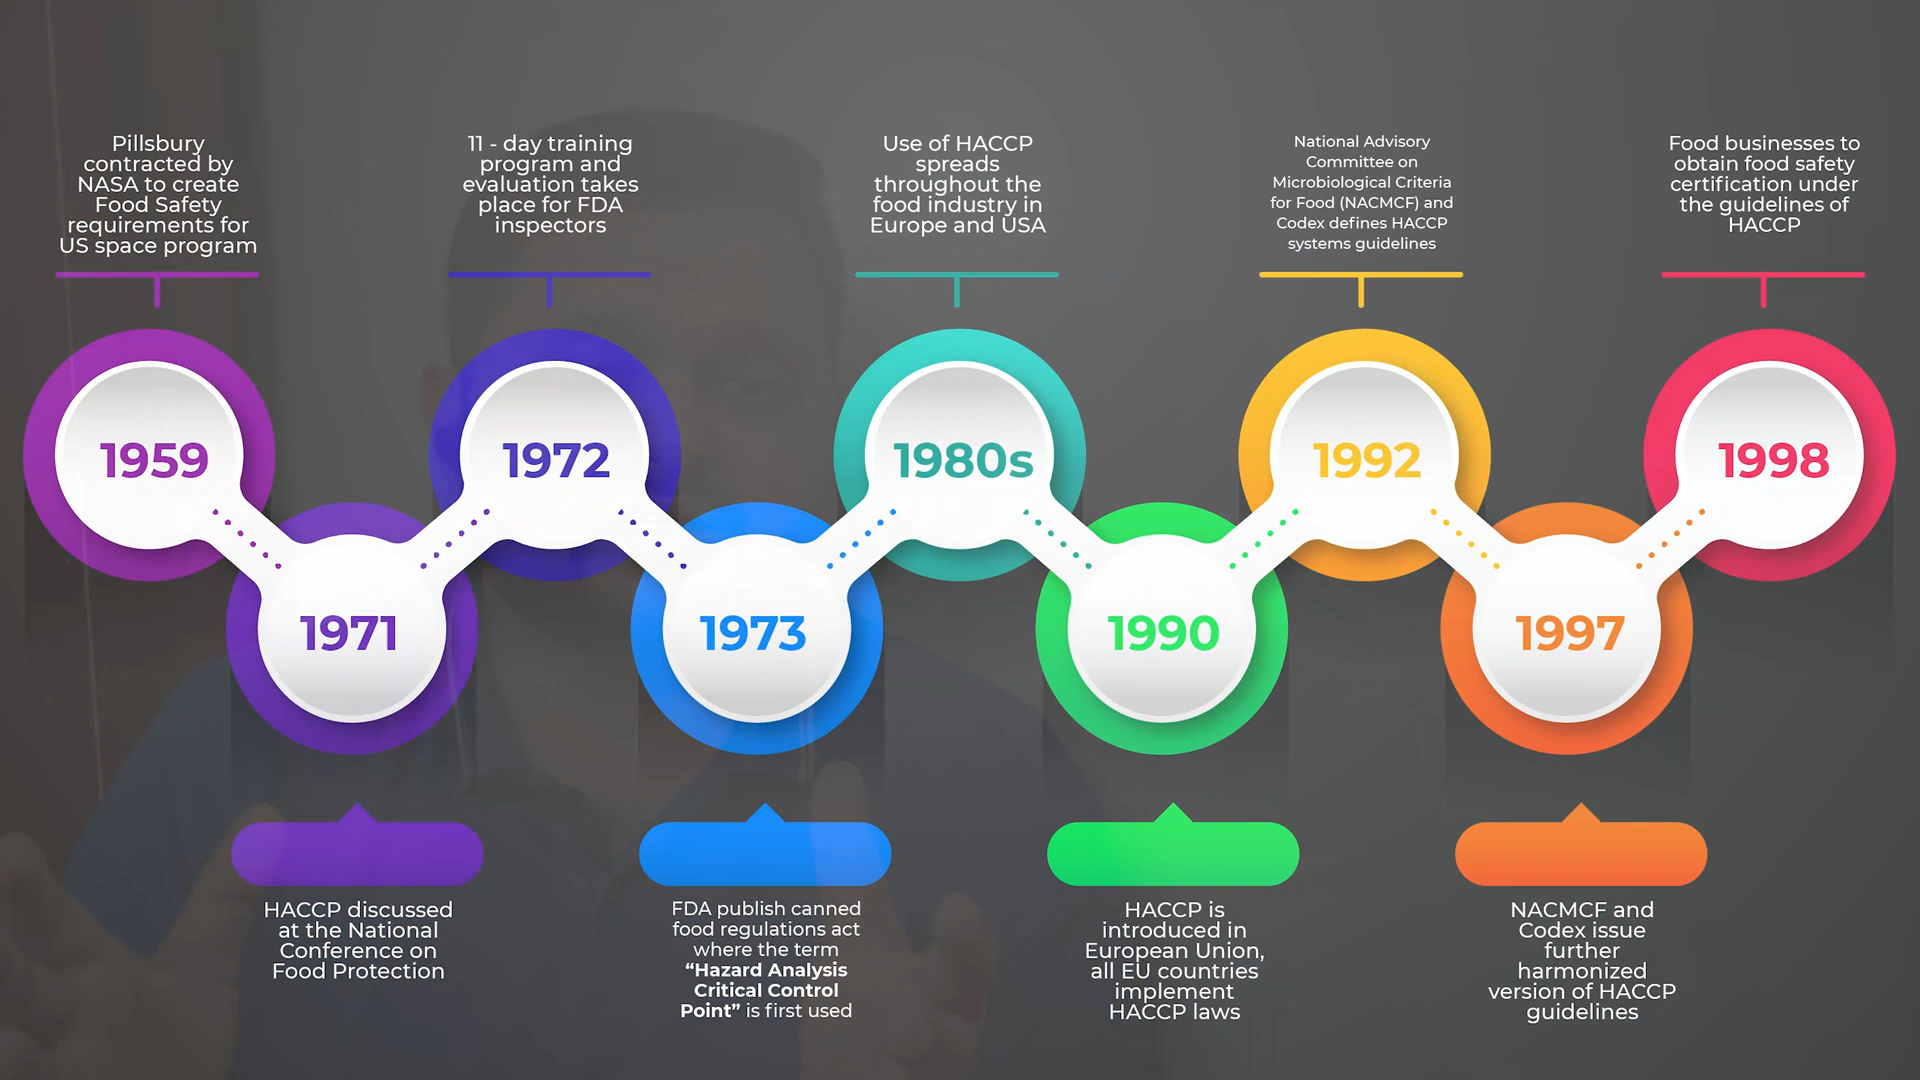 Pillsbury
contracted by
NASA to create
Food Safety
requirements for
US space program
1959
1971
HACCP discussed
at the National
Conference on
Food Protection
11 - day training
program and
evaluation takes
place for FDA
inspectors
1972
1973
FDA publish canned
food regulations act
where the term
“Hazard Analysis
Critical Control
Point” is first used
Use of HACCP
spreads
throughout the
food industry in
Europe and USA
1980s
1990
HACCP is
introduced in
European Union,
all EU countries
implement
HACCP laws
National Advisory
Committee on
Microbiological Criteria
for Food (NACMCF) and
Codex defines HACCP
systems guidelines
1992
1997
NACMCF and
Codex issue
further
harmonized
version of HACCP
guidelines
Food businesses to
obtain food safety
certification under
the guidelines of
HACCP
1998